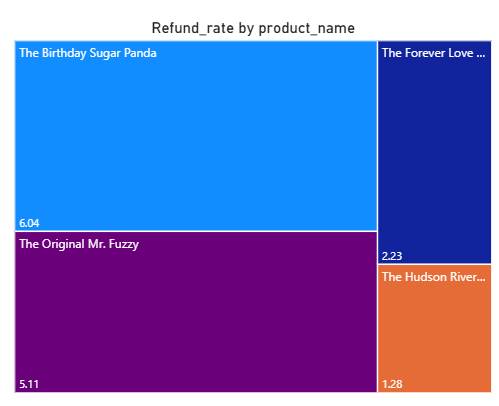 Refund_rate by product_name
The Birthday Sugar Panda
6.04
The Original Mr. Fuzzy
5.11
The Forever Love ...
2.23
The Hudson River...
1.28